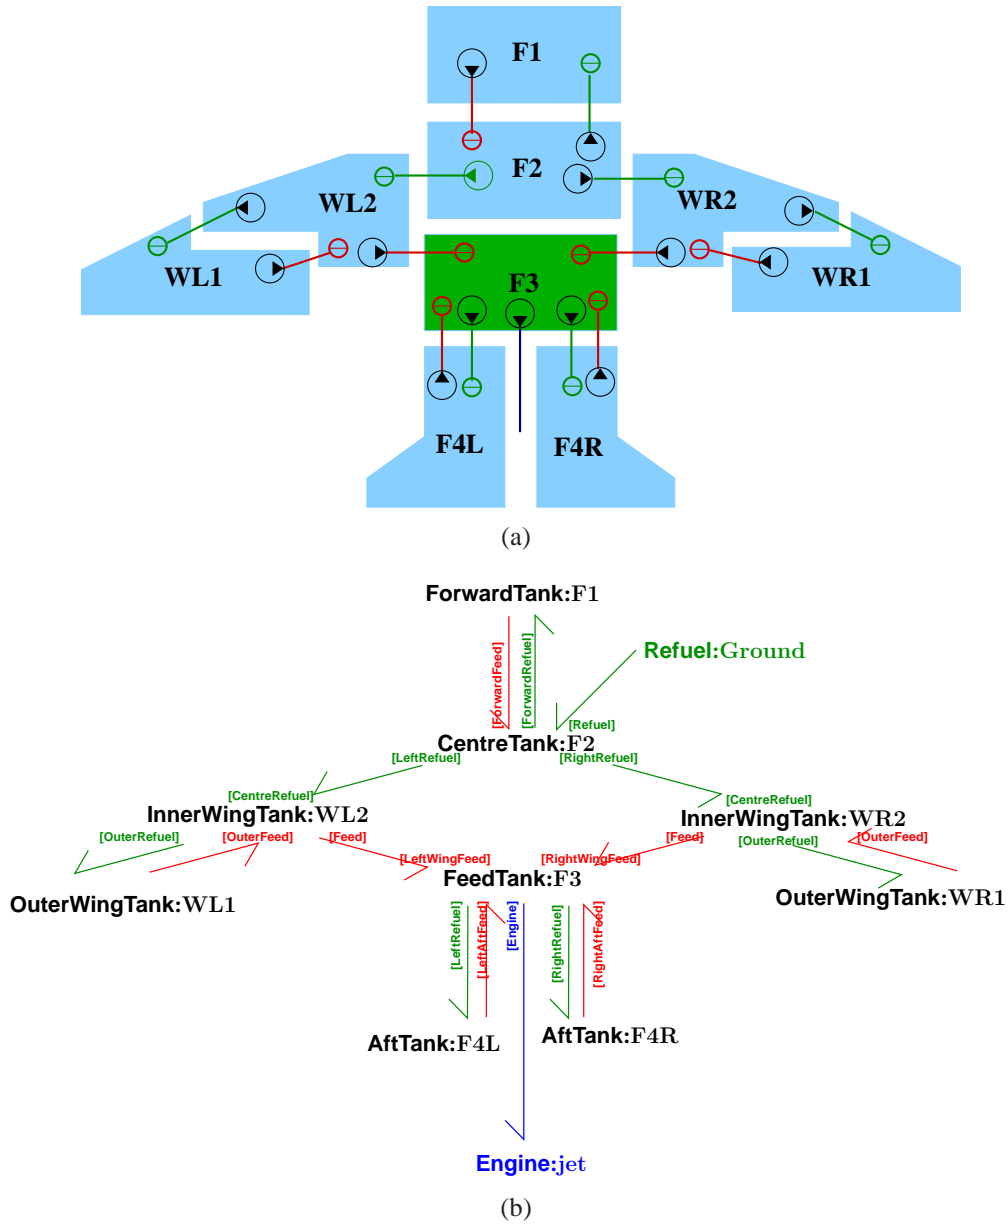 F1
F2
WL2
WR2
WL1
F3
WR1
F4L
F4R
(a)
ForwardTank:F1
[ForwardFeed]
[ForwardRefuel]
Refuel:Ground
[Refuel]
CentreTank:F2
[LeftRefuel]
[RightRefuel]
[CentreRefuel]
[CentreRefuel]
InnerWingTank:WL2
InnerWingTank:WR2
[OuterRefuel]
[OuterFeed]
[Feed]
[Feed]
[OuterRefuel]
[OuterFeed]
[LeftWingFeed]
[RightWingFeed]
FeedTank:F3
OuterWingTank:WL1
OuterWingTank:WR1
[LeftRefuel]
[LeftAftFeed]
[Engine]
[RightRefuel]
[RightAftFeed]
AftTank:F4L
AftTank:F4R
Engine:jet
(b)